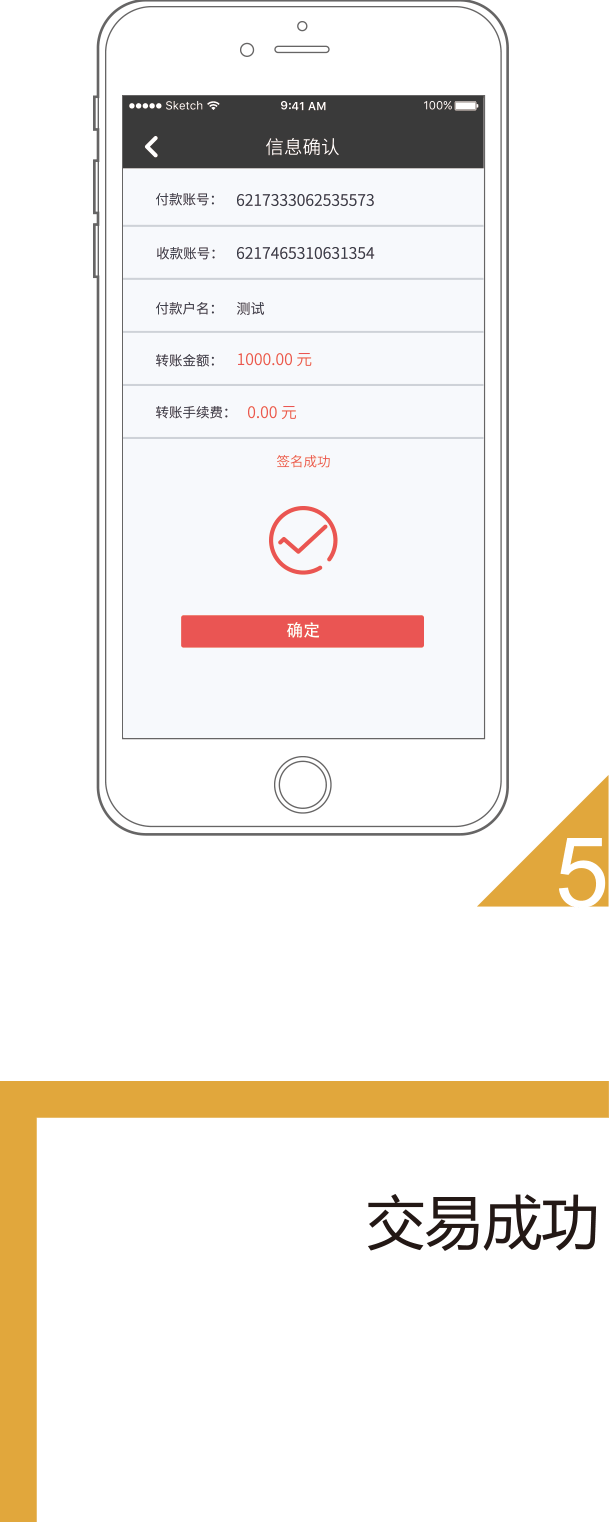 Sketch 9:41 AM 100%
信息确认
付款账号： 6217333062535573
收款账号： 6217465310631354
付款户名： 测试
转账金额： 1000.00 元
转账手续费： 0.00 元
签名成功
确定
5
交易成功